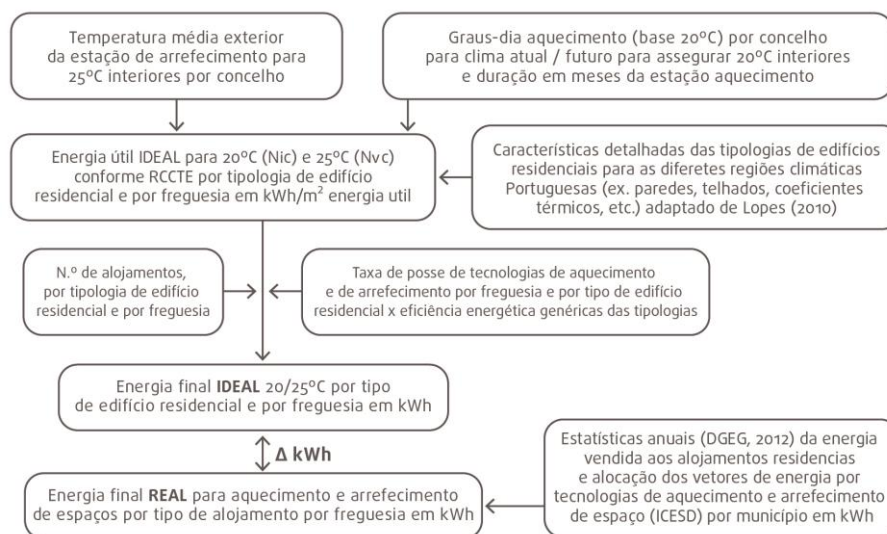 Temperatura média exterior
da estação de arrefecimento para
25ºC interiores por concelho
Graus-dia aquecimento (base 20ºC) por concelho
para clima atual / futuro para assegurar 20ºC interiores
e duração em meses da estação aquecimento
Energia útil IDEAL para 20ºC (Nic) e 25ºC (Nvc)
conforme RCCTE por tipologia de edifício
residencial e por freguesia em kWh/m² energia util
Características detalhadas das tipologias de edifícios
residenciais para as diferetes regiões climáticas
Portuguesas (ex. paredes, telhados, coeficientes
térmicos, etc.) adaptado de Lopes (2010)
N.º de alojamentos,
por tipologia de edifício
residencial e por freguesia
Taxa de posse de tecnologias de aquecimento
e de arrefecimento por freguesia e por tipo de edifício
residencial x eficiência energética genéricas das tipologias
Energia final IDEAL 20/25ºC por tipo
de edifício residencial e por freguesia em kWh
Δ kWh
Energia final REAL para aquecimento e arrefecimento
de espaços por tipo de alojamento por freguesia em kWh
Estatísticas anuais (DGEG, 2012) da energia
vendida aos alojamentos residencias
e alocação dos vetores de energia por
tecnologias de aquecimento e arrefecimento
de espaço (ICESD) por município em kWh